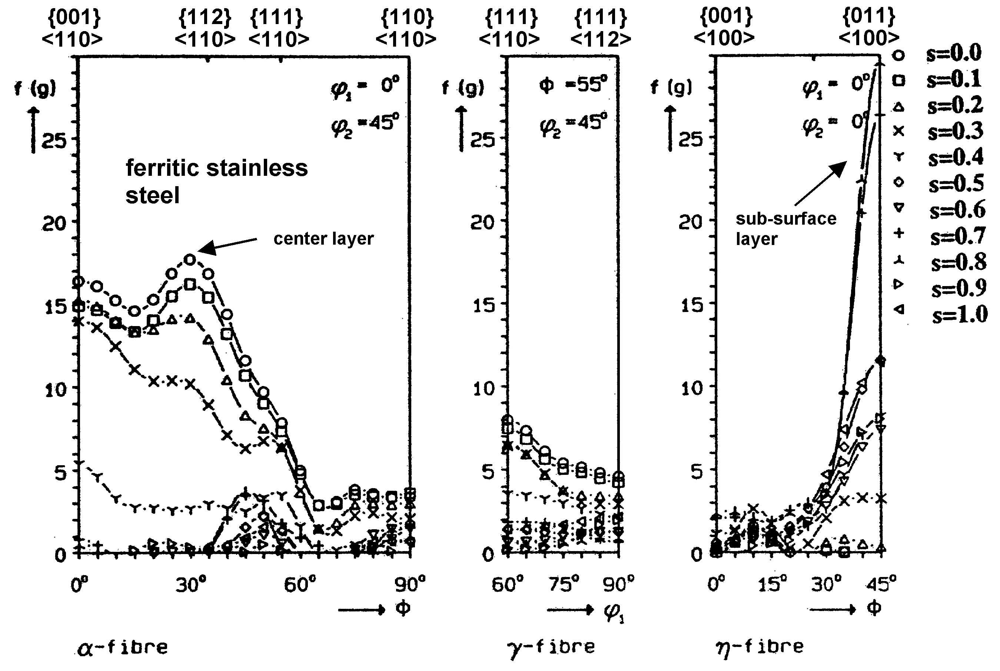 {001} {112} {111} {110} {111} {111} {001} {011}
<110> <110> <110> <110> <110> <112> <100> <100>
f (g)
φ₁ = 0°
φ₂ = 45°
25
20
15
10
5
0
ferritic stainless
steel
center layer
0° 30° 60° 90°
Φ
α-fibre
f (g)
Φ = 55°
φ₂ = 45°
25
20
15
10
5
0
60° 75° 90°
φ₁
γ-fibre
f (g)
φ₁ = 0°
φ₂ = 0°
25
20
15
10
5
0
sub-surface
layer
0° 15° 30° 45°
Φ
η-fibre
s=0.0
s=0.1
s=0.2
s=0.3
s=0.4
s=0.5
s=0.6
s=0.7
s=0.8
s=0.9
s=1.0